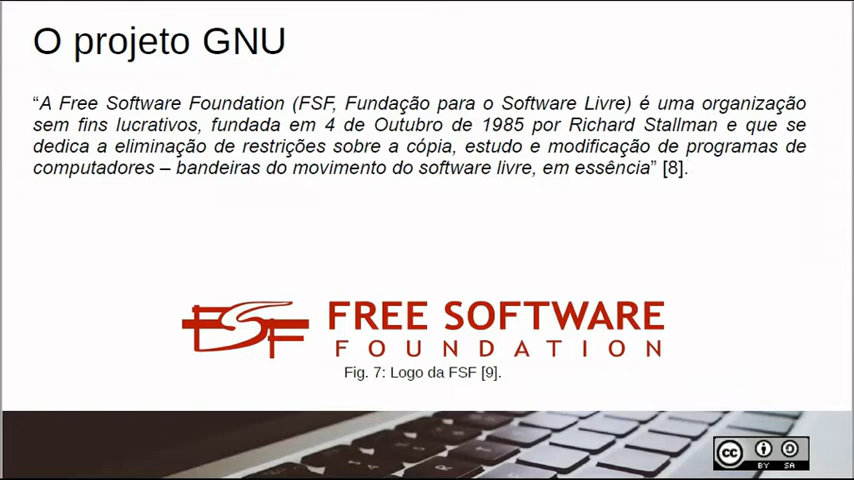 O projeto GNU
“A Free Software Foundation (FSF, Fundação para o Software Livre) é uma organização
sem fins lucrativos, fundada em 4 de Outubro de 1985 por Richard Stallman e que se
dedica a eliminação de restrições sobre a cópia, estudo e modificação de programas de
computadores – bandeiras do movimento do software livre, em essência” [8].
FSF FREE SOFTWARE
FOUNDATION
Fig. 7: Logo da FSF [9].
cc
BY SA